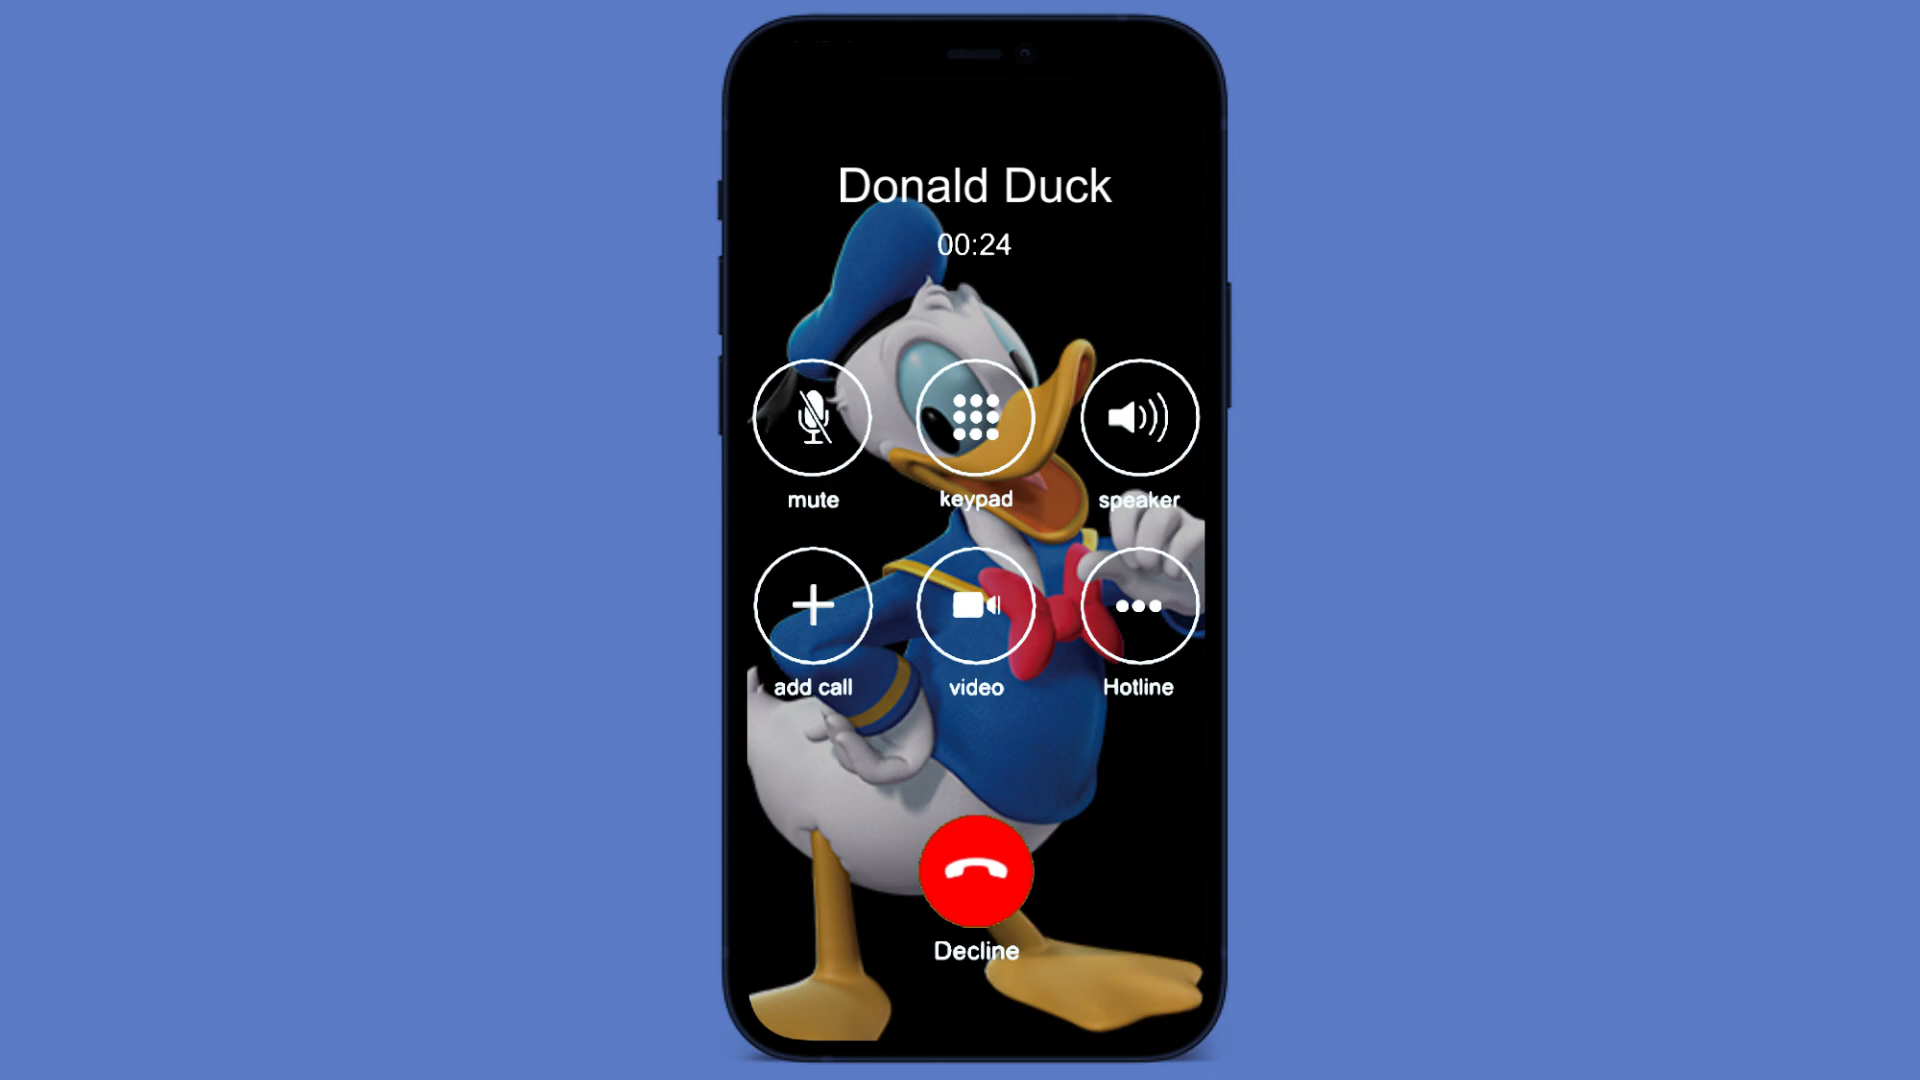 Donald Duck
00:24
mute keypad speaker
add call video Hotline
Decline